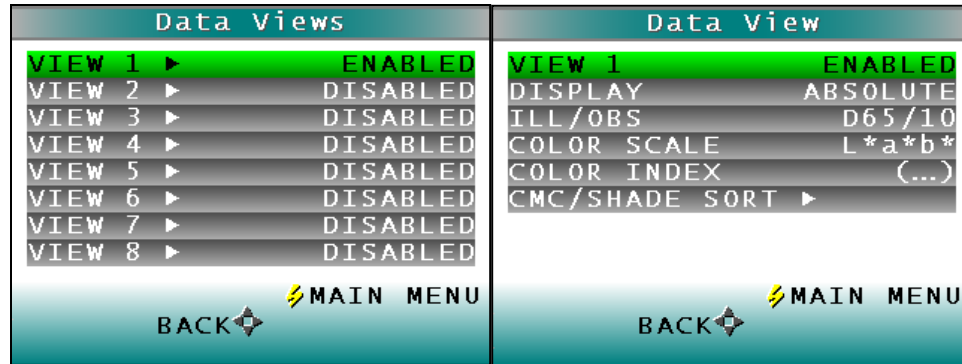 Data Views
VIEW 1 ► ENABLED
VIEW 2 ► DISABLED
VIEW 3 ► DISABLED
VIEW 4 ► DISABLED
VIEW 5 ► DISABLED
VIEW 6 ► DISABLED
VIEW 7 ► DISABLED
VIEW 8 ► DISABLED
MAIN MENU
BACK
Data View
VIEW 1 ENABLED
DISPLAY ABSOLUTE
ILL/OBS D65/10
COLOR SCALE L*a*b*
COLOR INDEX (...)
CMC/SHADE SORT ►
MAIN MENU
BACK